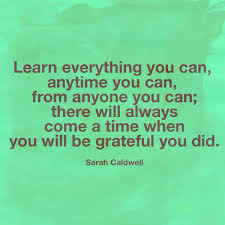 Learn everything you can,
anytime you can,
from anyone you can;
there will always
come a time when
you will be grateful you did.
Sarah Caldwell